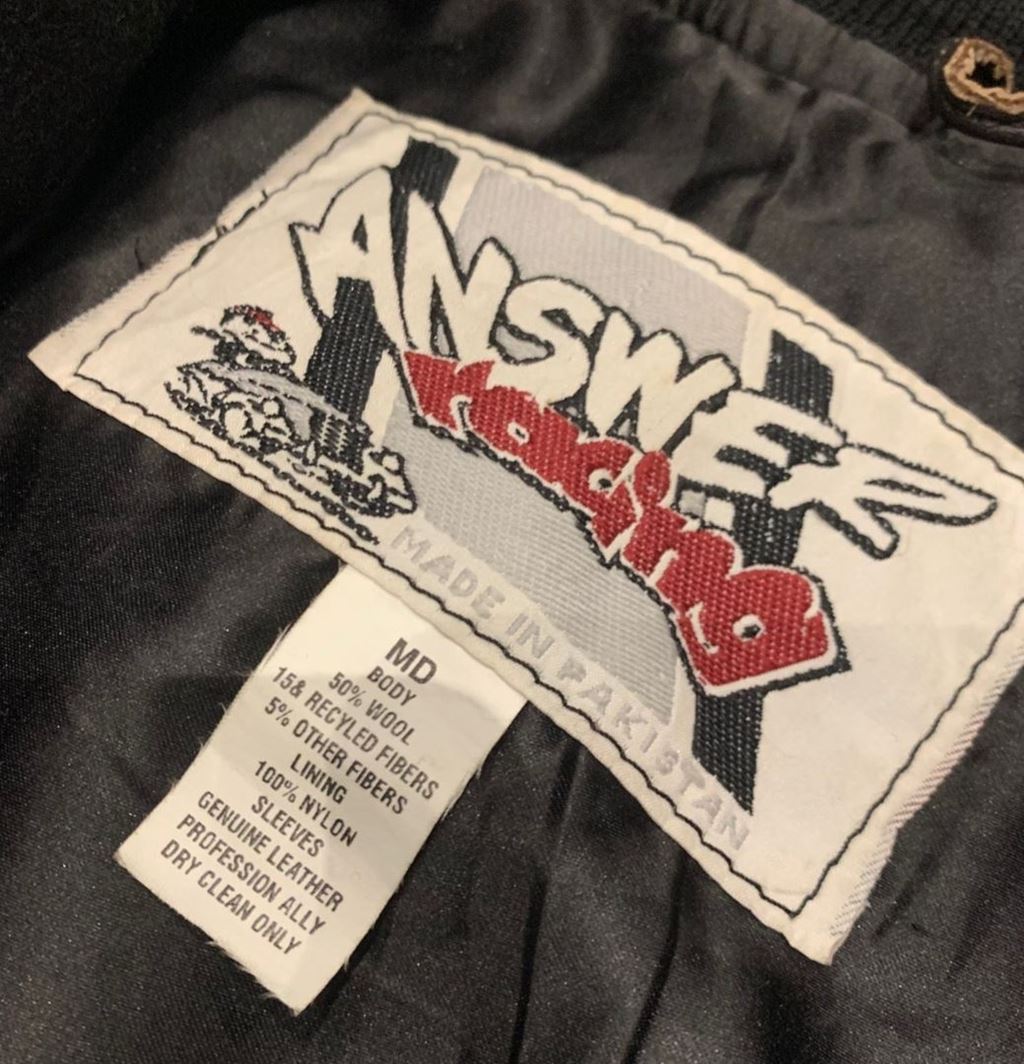 ANSWER
racing
MADE IN PAKISTAN
MD
BODY
50% WOOL
15& RECYLED FIBERS
5% OTHER FIBERS
LINING
100% NYLON
SLEEVES
GENUINE LEATHER
PROFESSION ALLY
DRY CLEAN ONLY